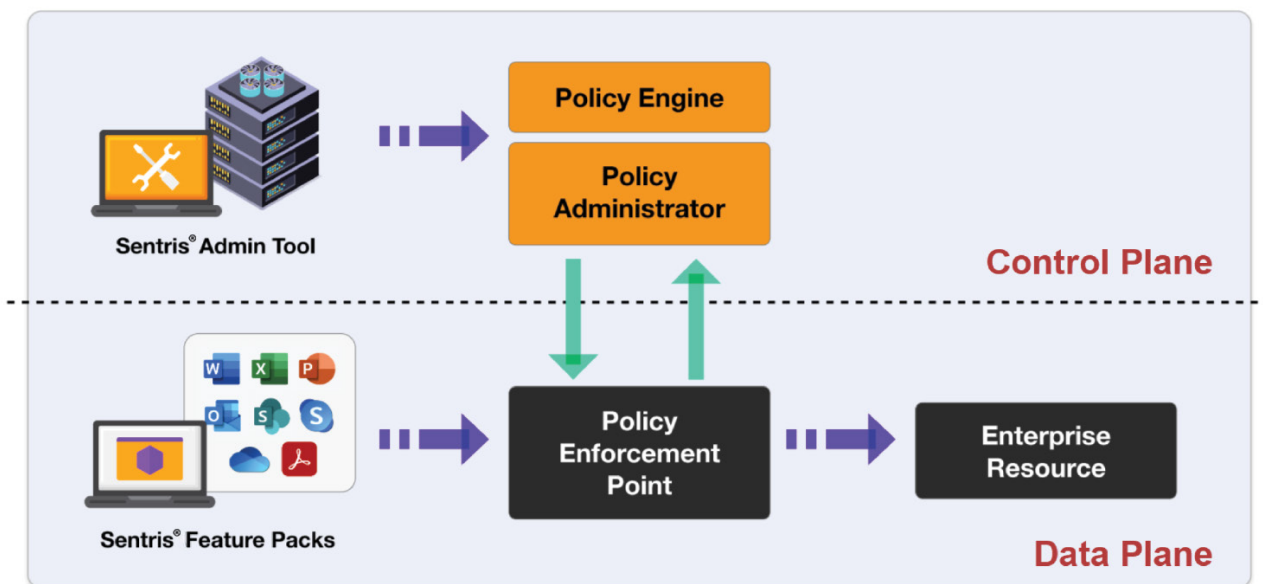 Policy Engine
Policy
Administrator
Sentris® Admin Tool
Control Plane
W X P
O S S
Policy
Enforcement
Point
Enterprise
Resource
Sentris® Feature Packs
Data Plane